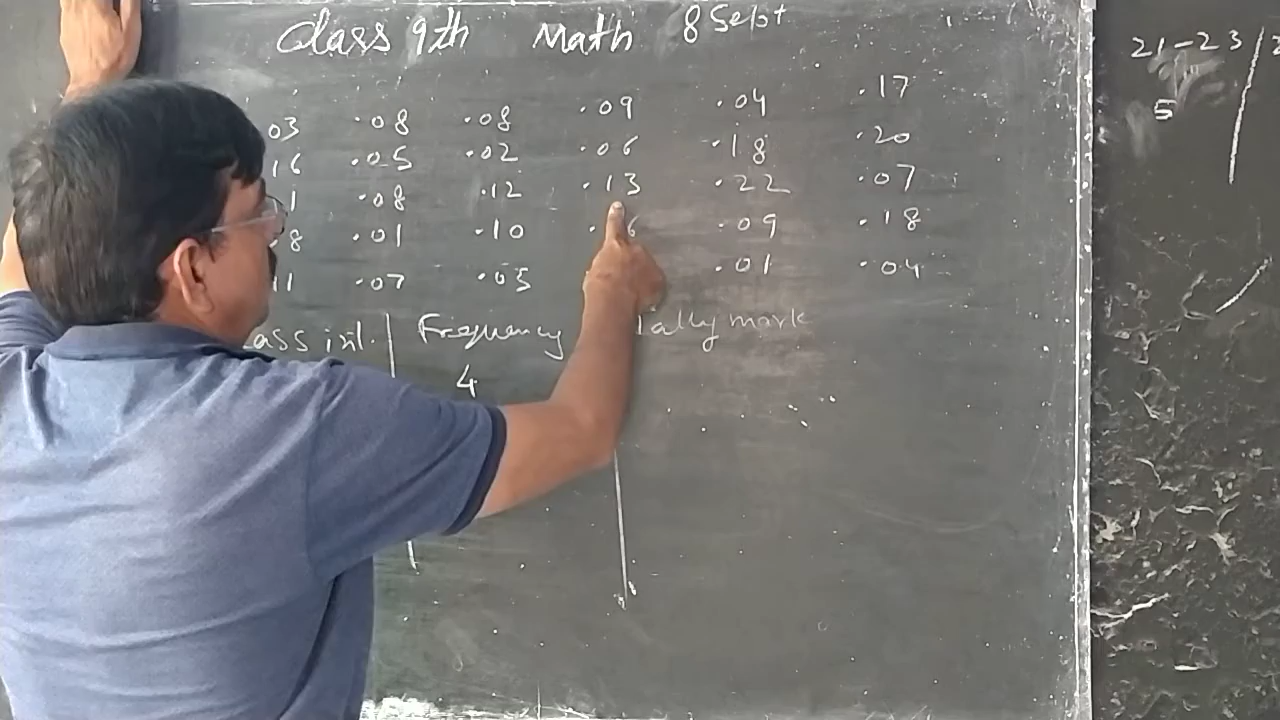 Class 9th Math 8 Sept
03 .08 .08 .09 .04 .17
16 .05 .02 .06 .18 .20
1 .08 .12 .13 .22 .07
8 .01 .10 .6 .09 .18
11 .07 .05 .01 .04
ass int. Frequency Tally mark
4
21-23
5